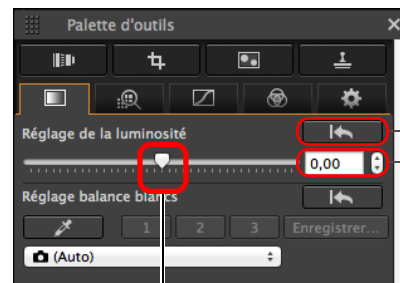 Palette d'outils
Réglage de la luminosité
0,00
Réglage balance blancs
1 2 3 Enregistrer...
(Auto)